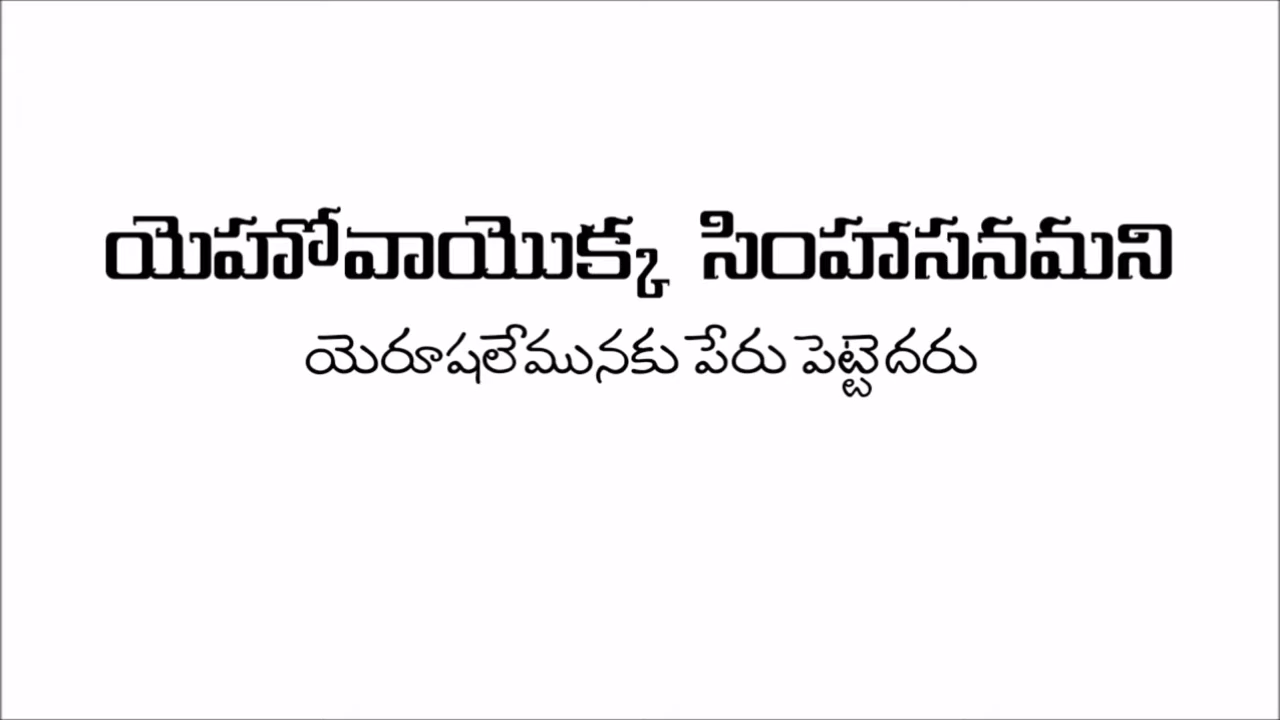 యెహోవాయొక్క సింహాసనమని
యెరూషలేమునకు పేరు పెట్టెదరు